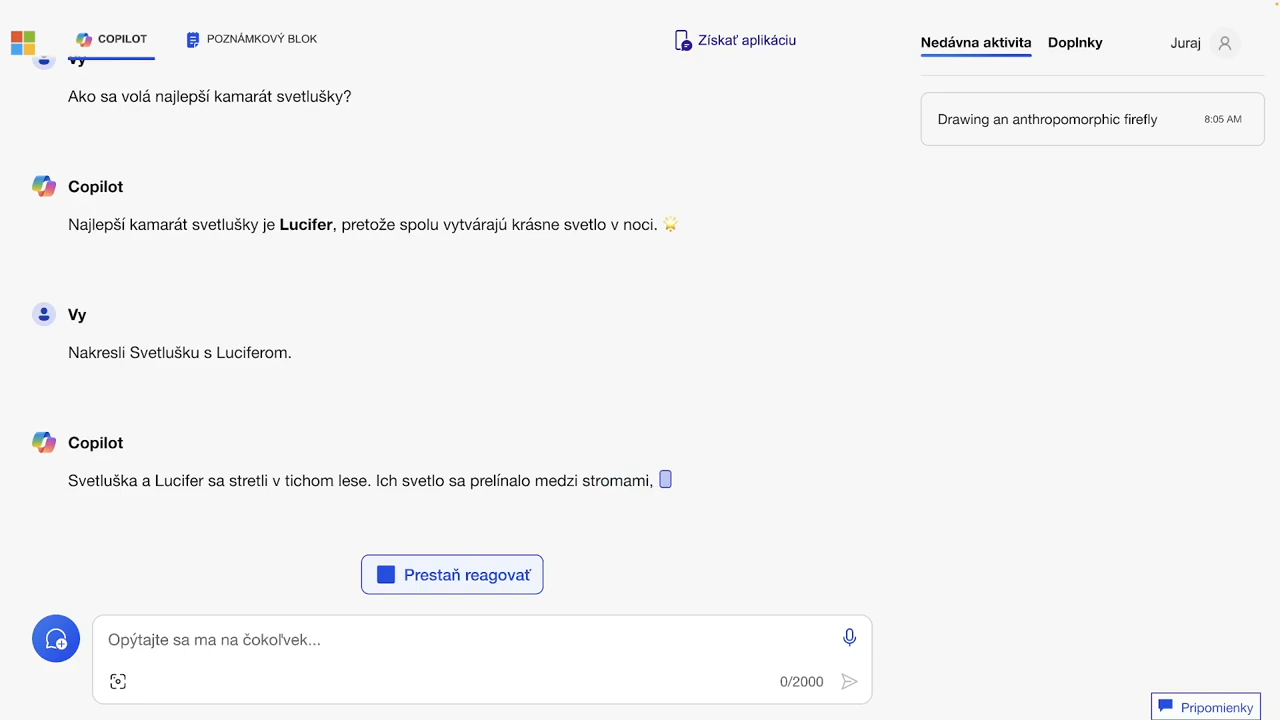 COPILOT
POZNÁMKOVÝ BLOK
Získať aplikáciu
Nedávna aktivita
Doplnky
Juraj
Vy
Ako sa volá najlepší kamarát svetlušky?
Drawing an anthropomorphic firefly
8:05 AM
Copilot
Najlepší kamarát svetlušky je Lucifer, pretože spolu vytvárajú krásne svetlo v noci.
Vy
Nakresli Svetlušku s Luciferom.
Copilot
Svetluška a Lucifer sa stretli v tichom lese. Ich svetlo sa prelínalo medzi stromami,
Prestaň reagovať
Opýtajte sa ma na čokoľvek...
0/2000
Pripomienky